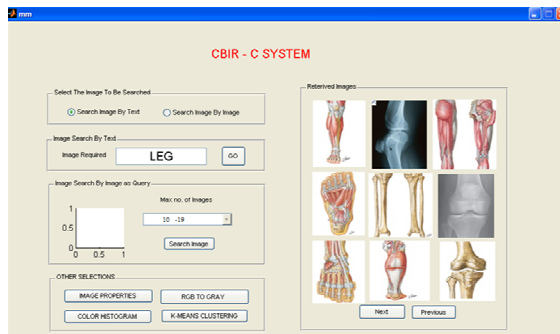 mm
CBIR - C SYSTEM
Select The Image To Be Searched
Search Image By Text
Search Image By Image
Image Search By Text
Image Required
LEG
GO
Image Search By Image as Query
Max no. of Images
1
0.5
0
0
0.5
1
10 -19
Search Image
OTHER SELECTIONS
IMAGE PROPERTIES
RGB TO GRAY
COLOR HISTOGRAM
K-MEANS CLUSTERING
Reterived Images
Next
Previous